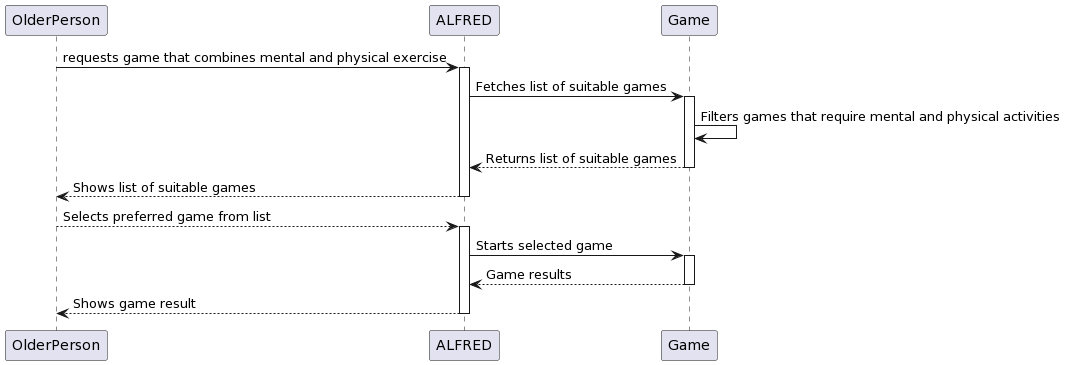 OlderPerson
ALFRED
Game
requests game that combines mental and physical exercise
Fetches list of suitable games
Filters games that require mental and physical activities
Returns list of suitable games
Shows list of suitable games
Selects preferred game from list
Starts selected game
Game results
Shows game result
OlderPerson
ALFRED
Game